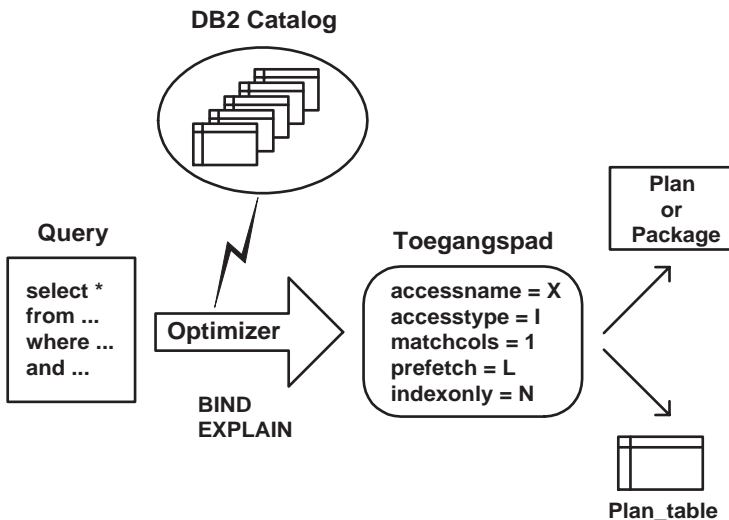 DB2 Catalog
Query
select *
from ...
where ...
and ...
Optimizer
BIND
EXPLAIN
Toegangspad
accessname = X
accesstype = I
matchcols = 1
prefetch = L
indexonly = N
Plan
or
Package
Plan_table